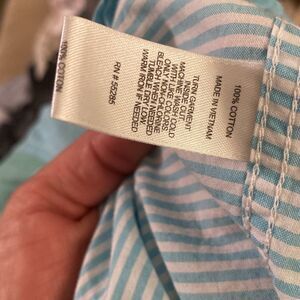 100% COTTON
MADE IN VIETNAM
TURN GARMENT
INSIDE OUT
MACHINE WASH COLD
WITH LIKE COLORS
ONLY NON-CHLORINE
BLEACH WHEN NEEDED
TUMBLE DRY LOW
WARM IRON IF NEEDED
RN # 55285
100% COTTON